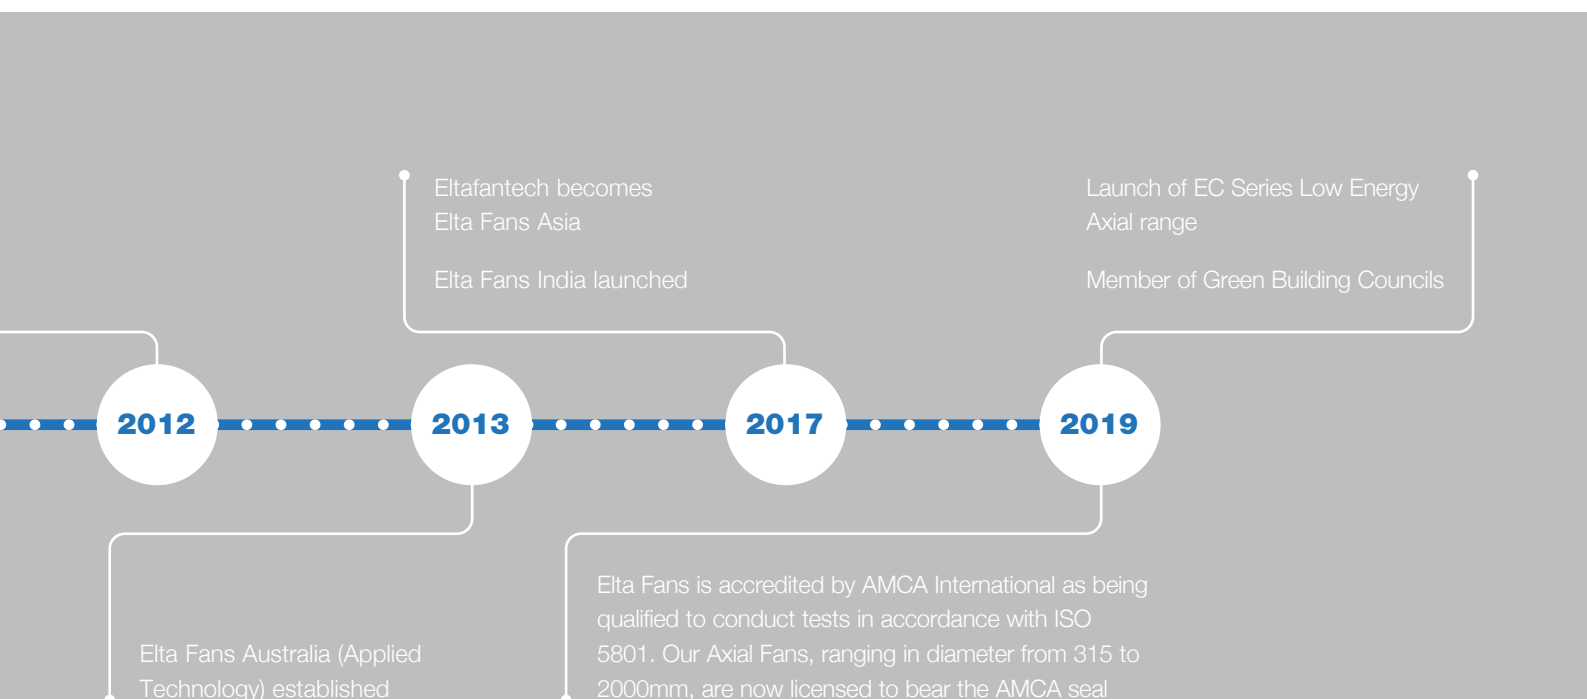 Eltafantech becomes
Elta Fans Asia
Elta Fans India launched
Launch of EC Series Low Energy
Axial range
Member of Green Building Councils
2012
2013
2017
2019
Elta Fans Australia (Applied
Technology) established
Elta Fans is accredited by AMCA International as being
qualified to conduct tests in accordance with ISO
5801. Our Axial Fans, ranging in diameter from 315 to
2000mm, are now licensed to bear the AMCA seal